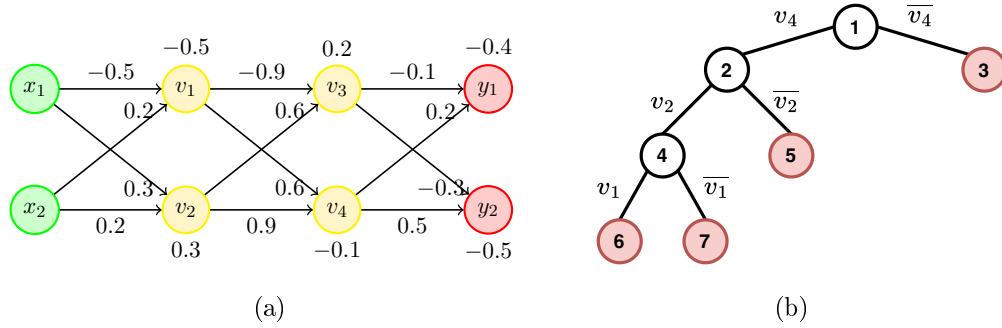 −0.5 0.2 −0.4
x₁ −0.5 v₁ −0.9 v₃ −0.1 y₁
0.2 0.6 0.2
0.3 0.6 −0.3
x₂ 0.2 v₂ 0.9 v₄ 0.5 y₂
0.3 −0.1 −0.5
(a)
v₄ 1 v̅₄
2 3
v₂ v̅₂
4 5
v₁ v̅₁
6 7
(b)